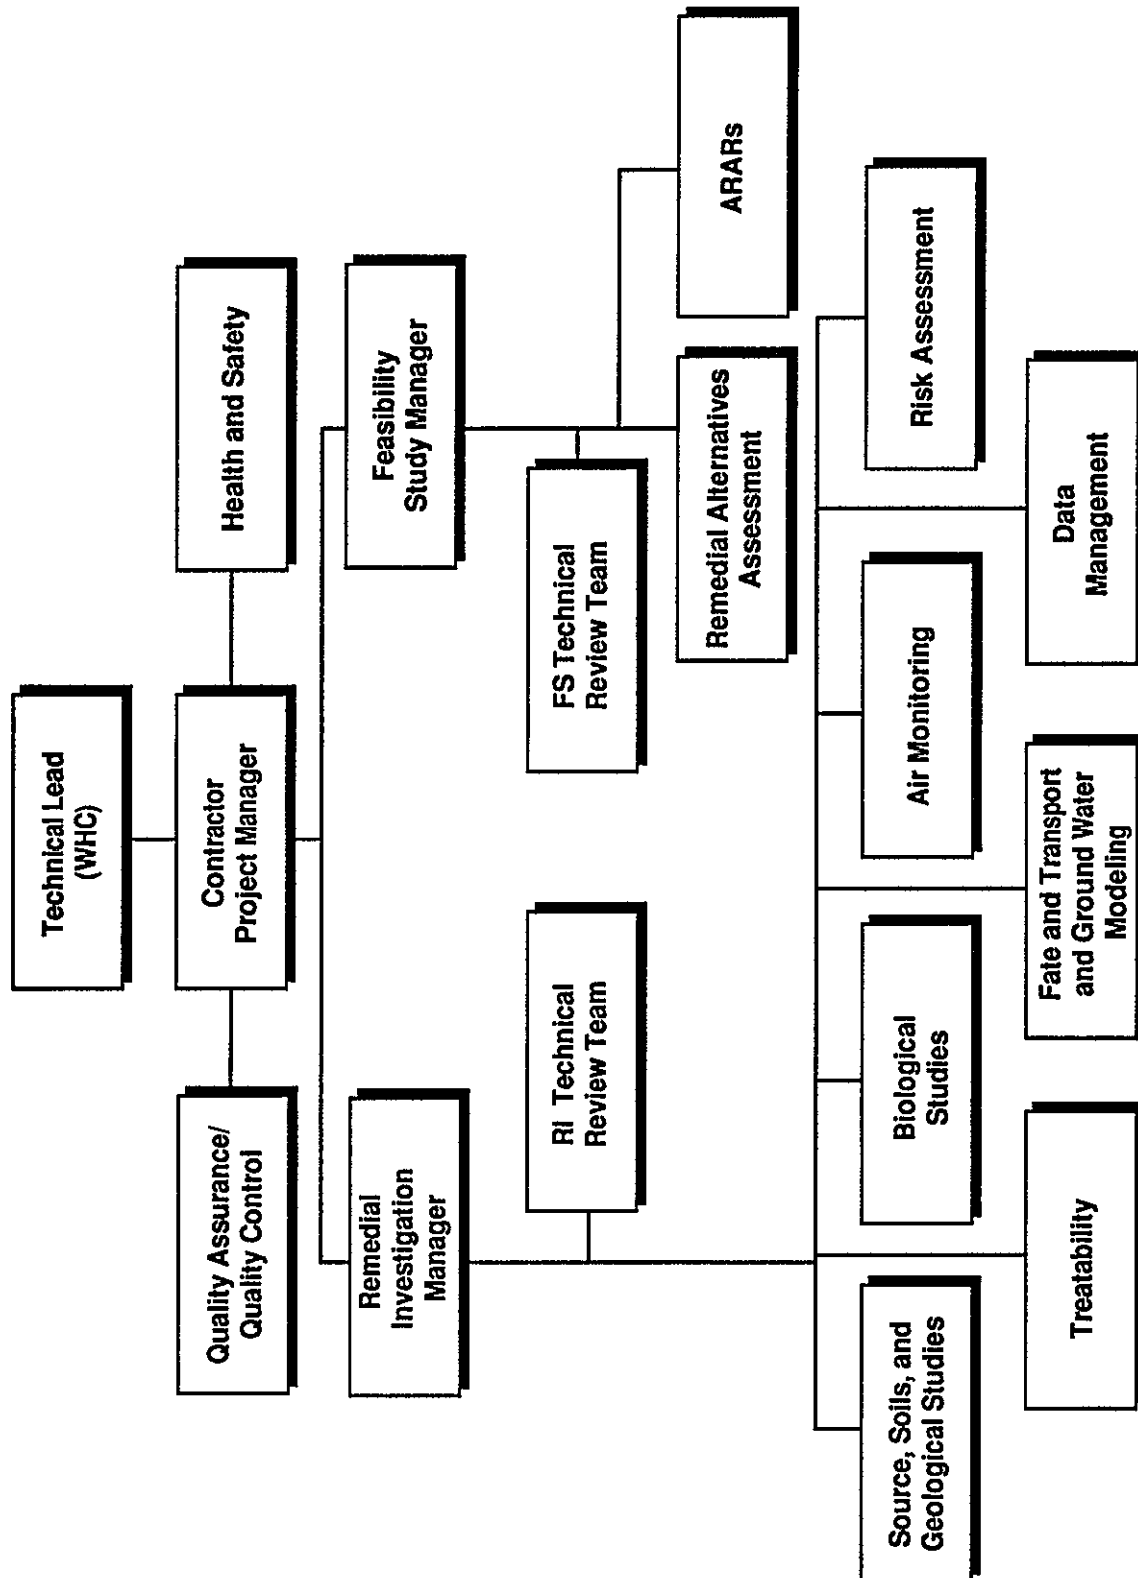 Technical Lead
(WHC)
Quality Assurance/
Quality Control
Contractor
Project Manager
Health and Safety
Remedial
Investigation
Manager
Feasibility
Study Manager
RI Technical
Review Team
FS Technical
Review Team
Remedial Alternatives
Assessment
ARARs
Source, Soils, and
Geological Studies
Biological
Studies
Air Monitoring
Risk Assessment
Treatability
Fate and Transport
and Ground Water
Modeling
Data
Management